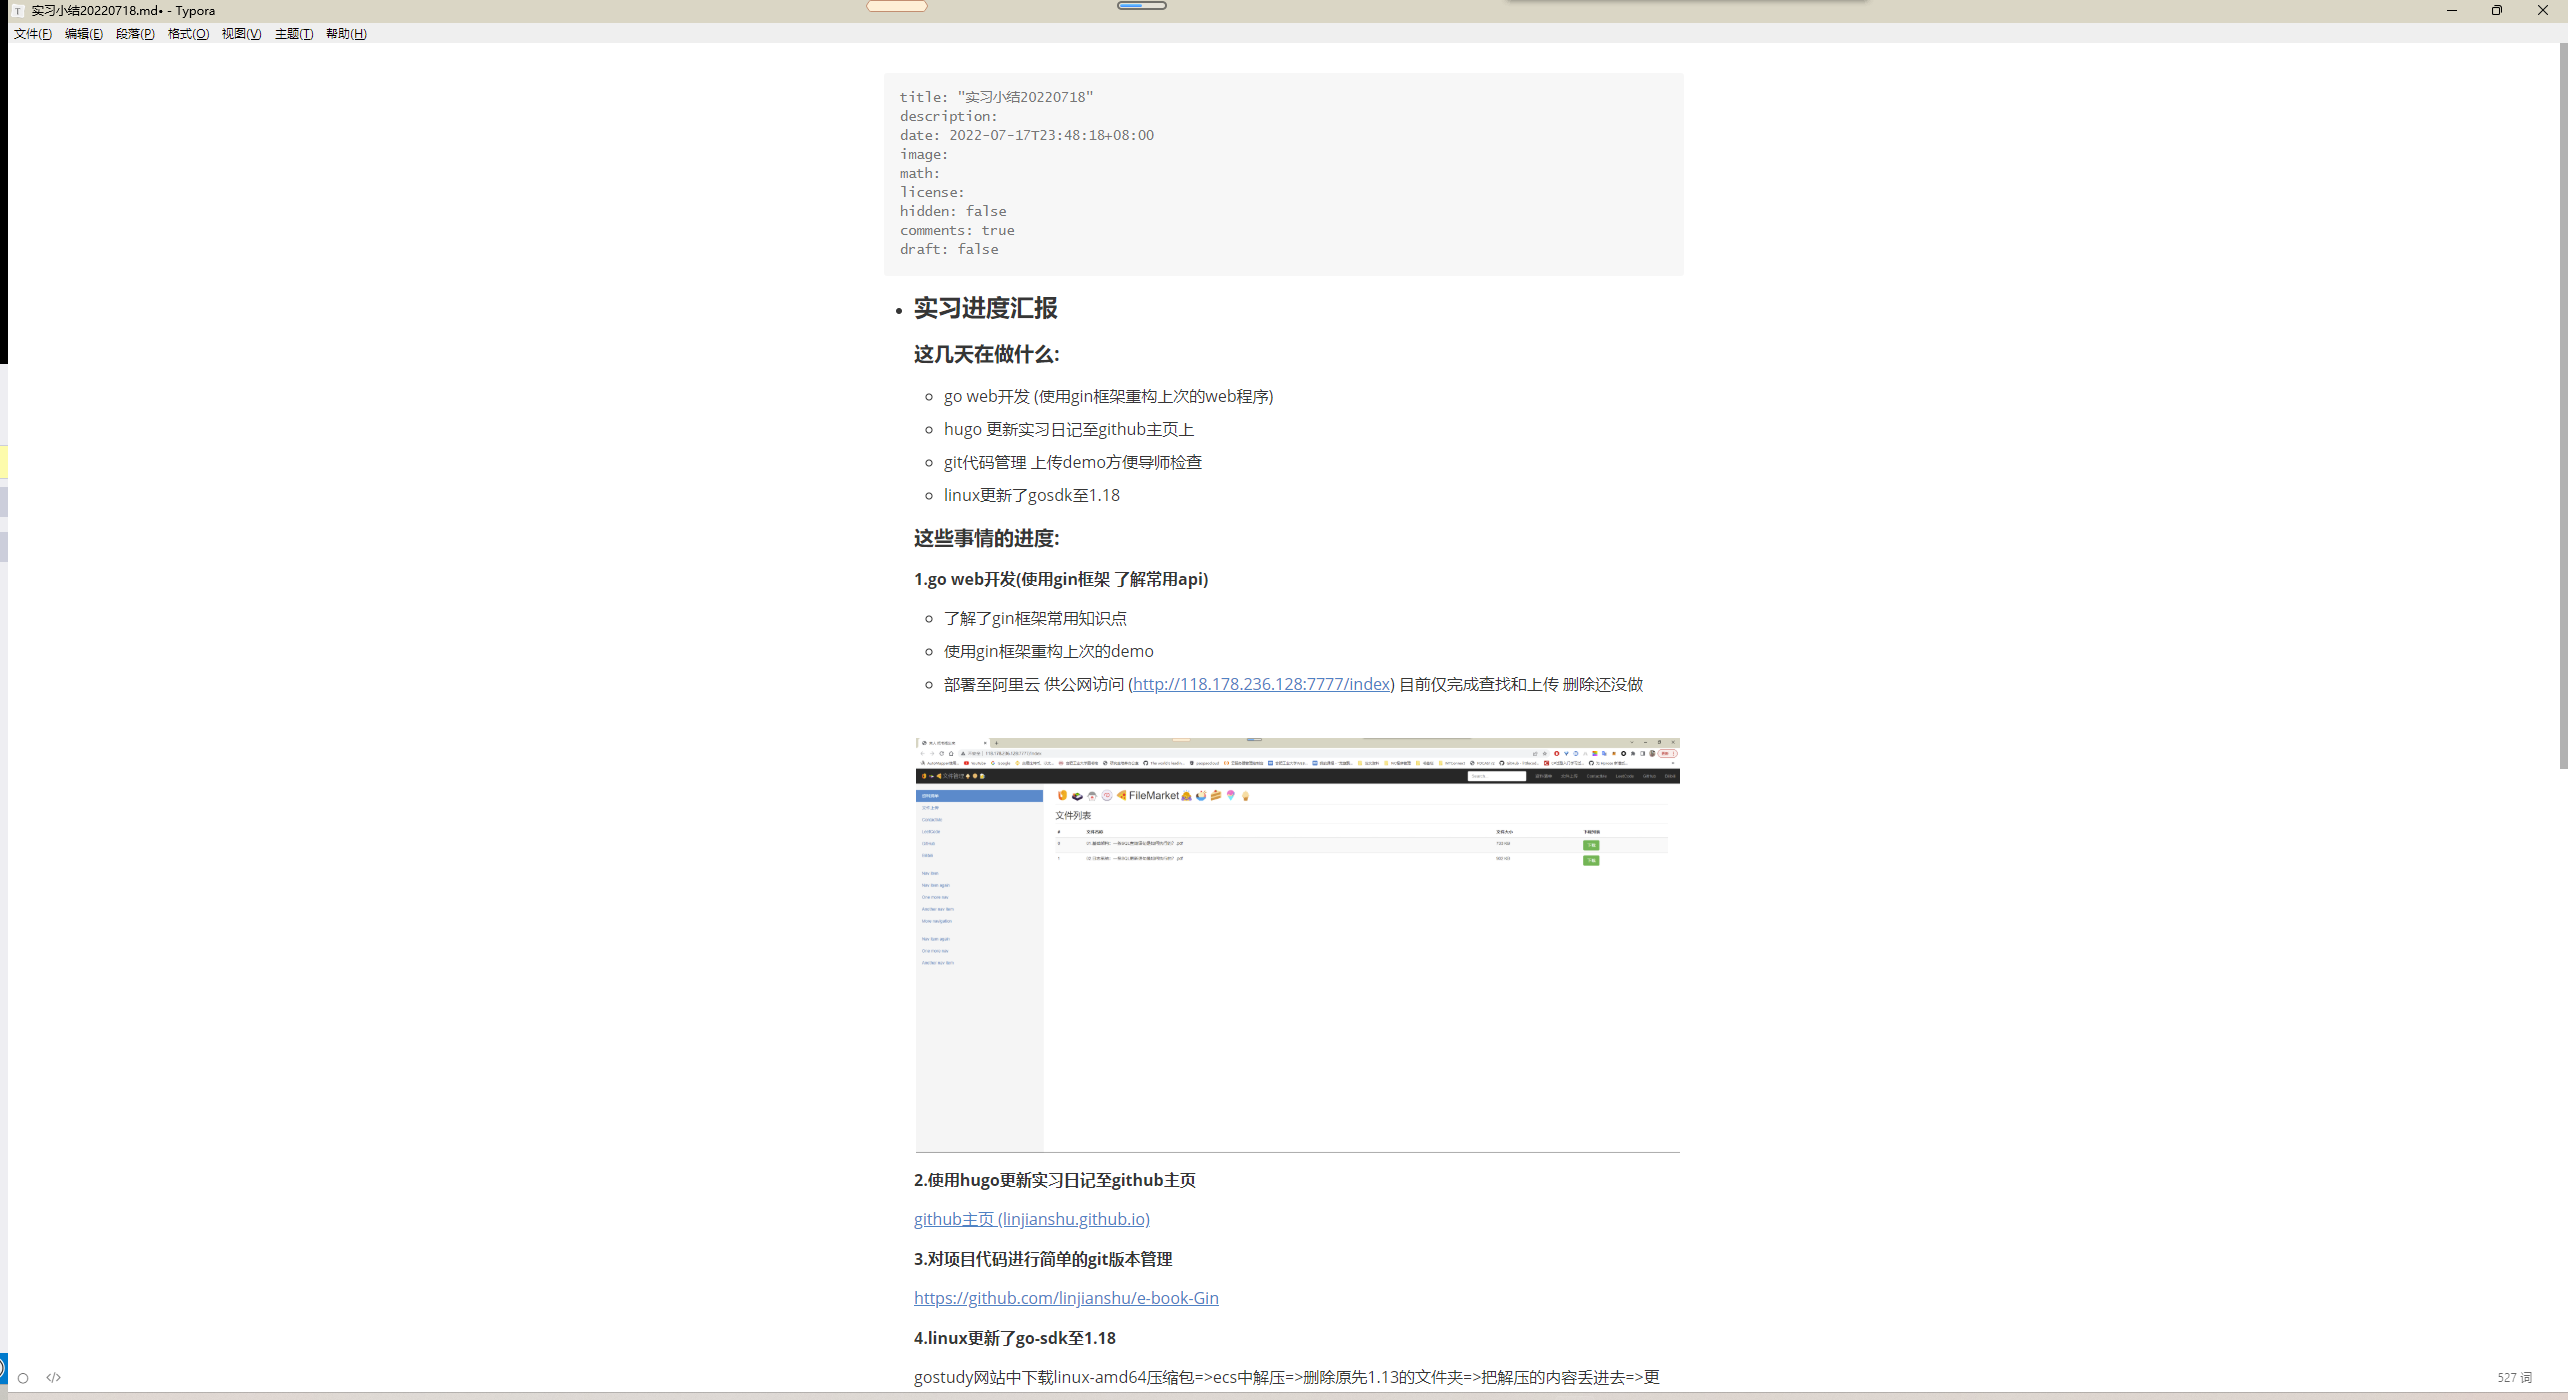 实习小结20220718.md• - Typora
文件(F) 编辑(E) 段落(P) 格式(O) 视图(V) 主题(T) 帮助(H)
title: "实习小结20220718"
description:
date: 2022-07-17T23:48:18+08:00
image:
math:
license:
hidden: false
comments: true
draft: false
实习进度汇报
这几天在做什么:
go web开发 (使用gin框架重构上次的web程序)
hugo 更新实习日记至github主页上
git代码管理 上传demo方便导师检查
linux更新了gosdk至1.18
这些事情的进度:
1.go web开发(使用gin框架 了解常用api)
了解了gin框架常用知识点
使用gin框架重构上次的demo
部署至阿里云 供公网访问 (http://118.178.236.128:7777/index) 目前仅完成查找和上传 删除还没做
FileMarket
文件列表
2.使用hugo更新实习日记至github主页
github主页 (linjianshu.github.io)
3.对项目代码进行简单的git版本管理
https://github.com/linjianshu/e-book-Gin
4.linux更新了go-sdk至1.18
gostudy网站中下载linux-amd64压缩包=>ecs中解压=>删除原先1.13的文件夹=>把解压的内容丢进去=>更
527 词